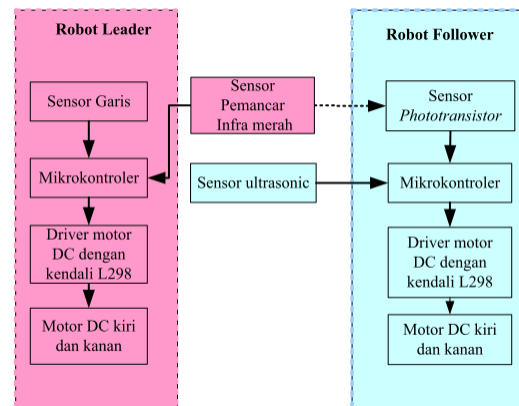 Robot Leader
Sensor Garis
Mikrokontroler
Driver motor
DC dengan
kendali L298
Motor DC kiri
dan kanan
Sensor
Pemancar
Infra merah
Sensor ultrasonic
Robot Follower
Sensor
Phototransistor
Mikrokontroler
Driver motor
DC dengan
kendali L298
Motor DC kiri
dan kanan